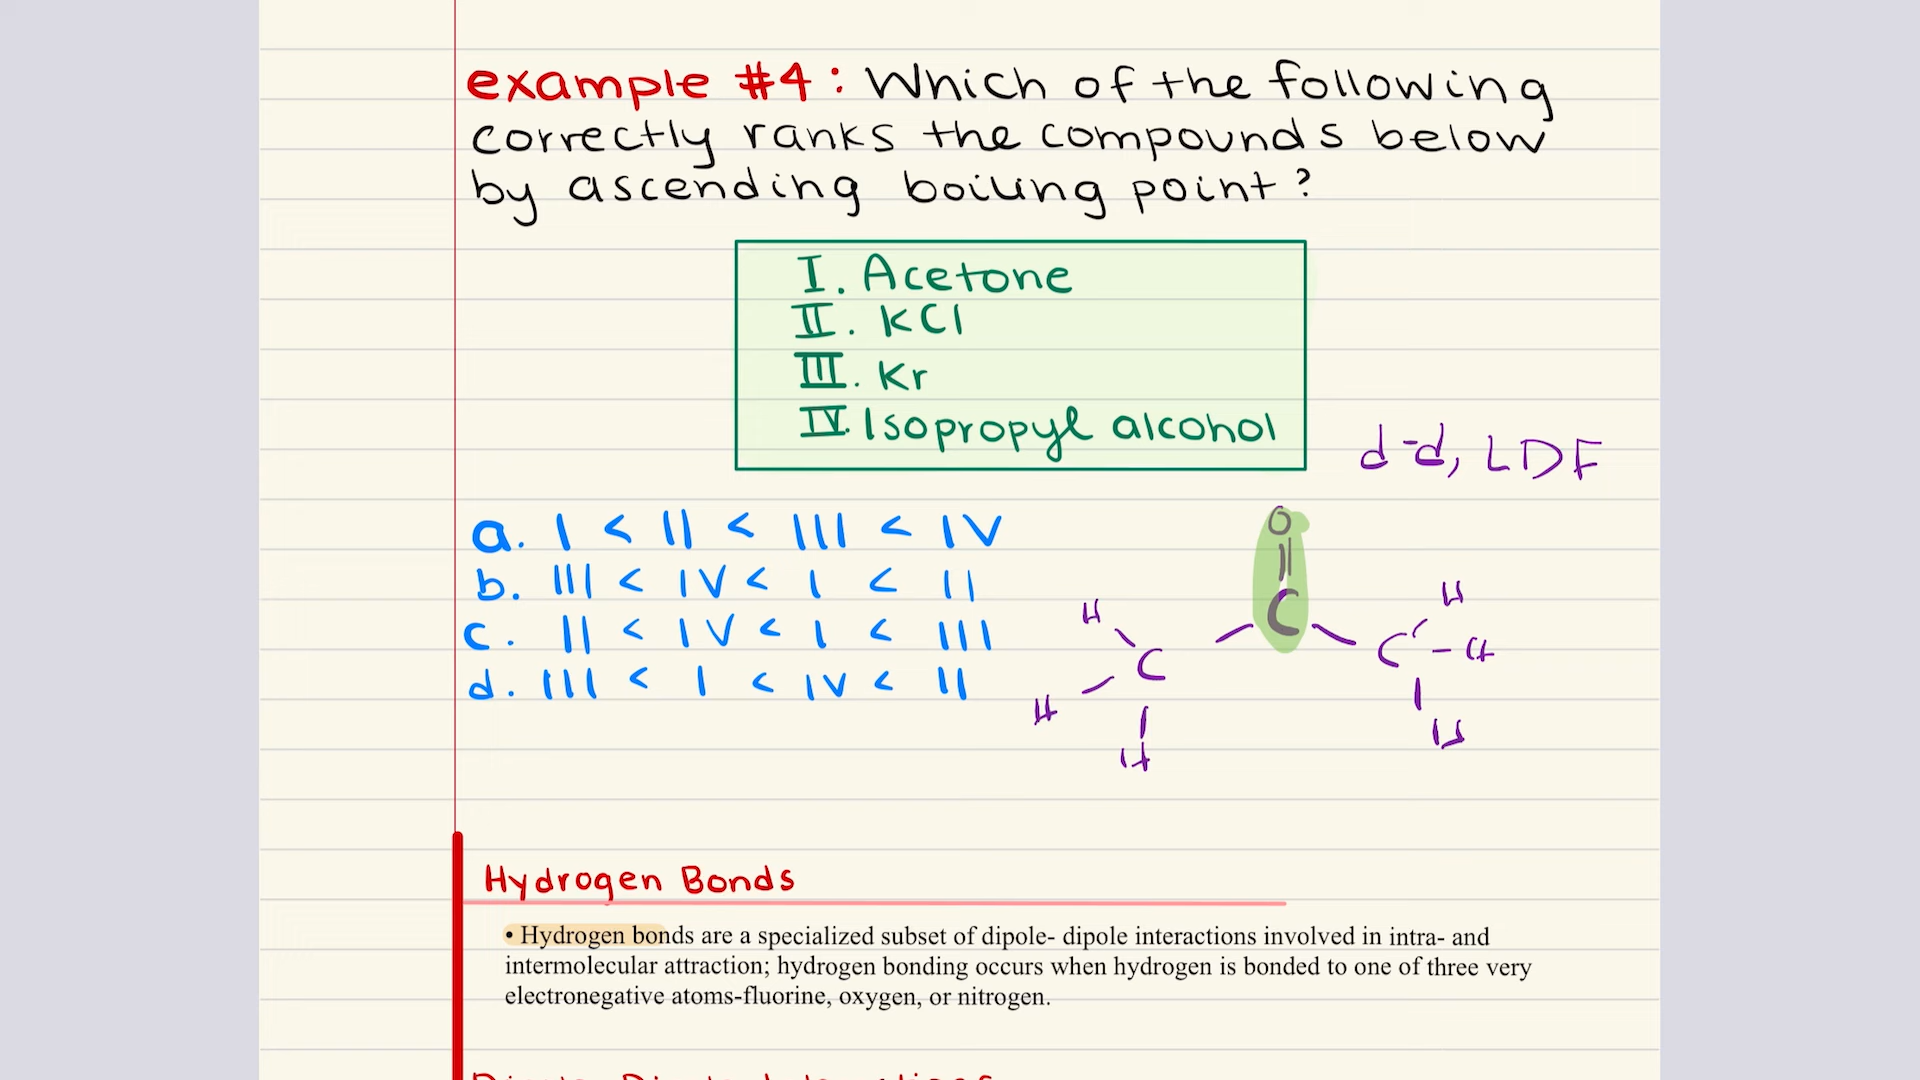 example #4: Which of the following
correctly ranks the compounds below
by ascending boiling point?
I. Acetone
II. KCl
III. Kr
IV. Isopropyl alcohol
d-d, LDF
a. I < II < III < IV
b. III < IV < I < II
c. II < IV < I < III
d. III < I < IV < II
O
C
H
H
C
C
H
H
H
H
Hydrogen Bonds
• Hydrogen bonds are a specialized subset of dipole- dipole interactions involved in intra- and
intermolecular attraction; hydrogen bonding occurs when hydrogen is bonded to one of three very
electronegative atoms-fluorine, oxygen, or nitrogen.